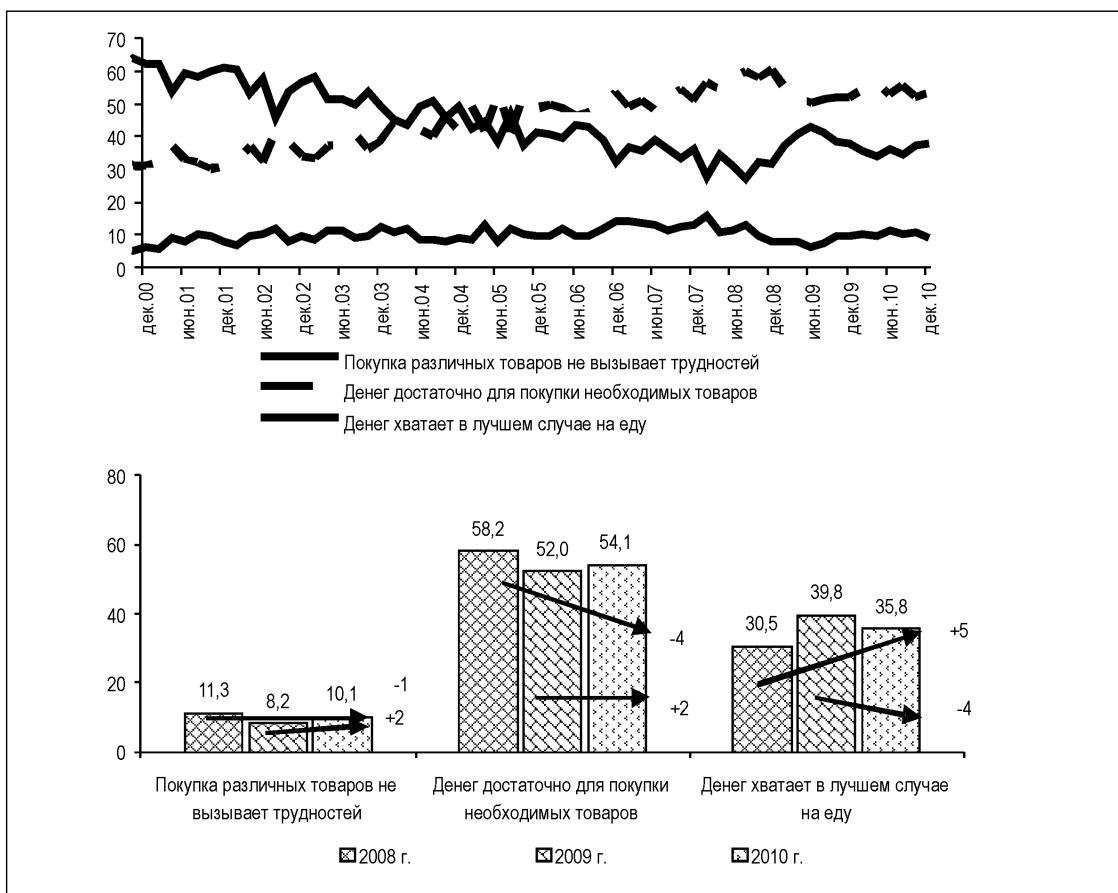 70
60
50
40
30
20
10
0
дек.00
июн.01
дек.01
июн.02
дек.02
июн.03
дек.03
июн.04
дек.04
июн.05
дек.05
июн.06
дек.06
июн.07
дек.07
июн.08
дек.08
июн.09
дек.09
июн.10
дек.10
Покупка различных товаров не вызывает трудностей
Денег достаточно для покупки необходимых товаров
Денег хватает в лучшем случае на еду
80
60
40
20
0
11,3
8,2
10,1
-1
+2
58,2
52,0
54,1
-4
+2
30,5
39,8
35,8
+5
-4
Покупка различных товаров не
вызывает трудностей
Денег достаточно для покупки
необходимых товаров
Денег хватает в лучшем случае
на еду
2008 г.
2009 г.
2010 г.